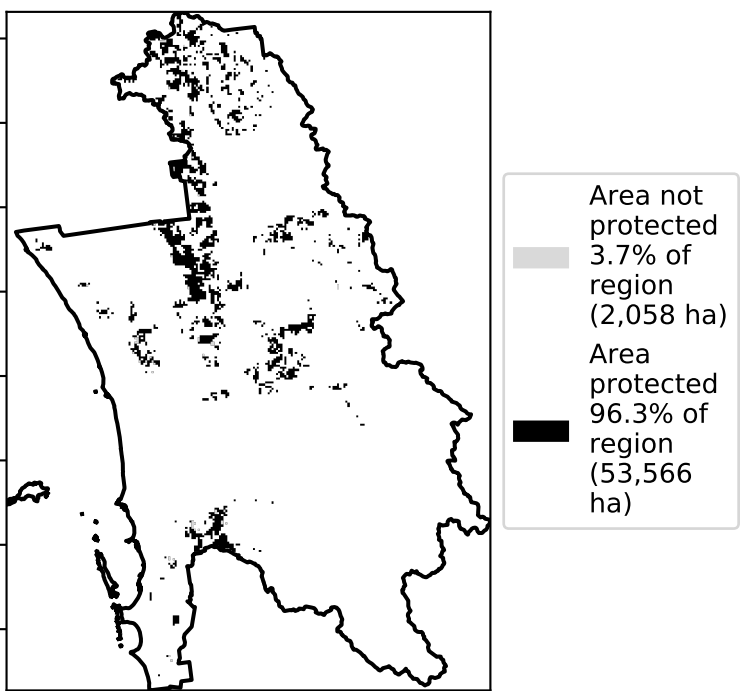 Area not
protected
3.7% of
region
(2,058 ha)
Area
protected
96.3% of
region
(53,566
ha)